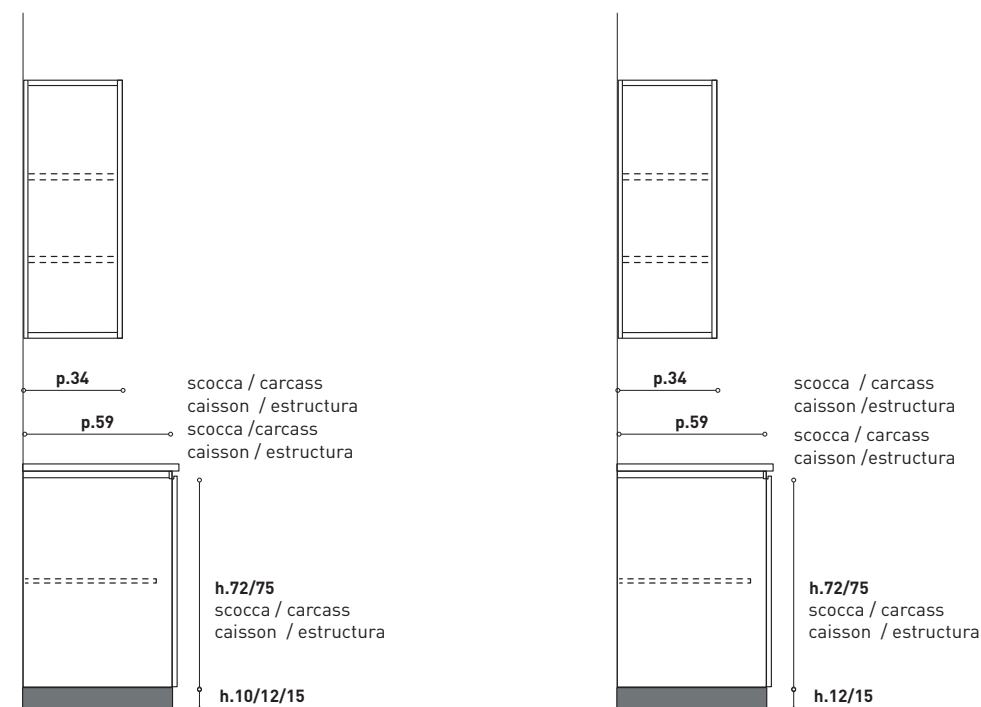 p.34
scocca / carcass
caisson / estructura
p.59
scocca /carcass
caisson / estructura
h.72/75
scocca / carcass
caisson / estructura
h.10/12/15
p.34
scocca / carcass
caisson /estructura
p.59
scocca / carcass
caisson /estructura
h.72/75
scocca / carcass
caisson / estructura
h.12/15